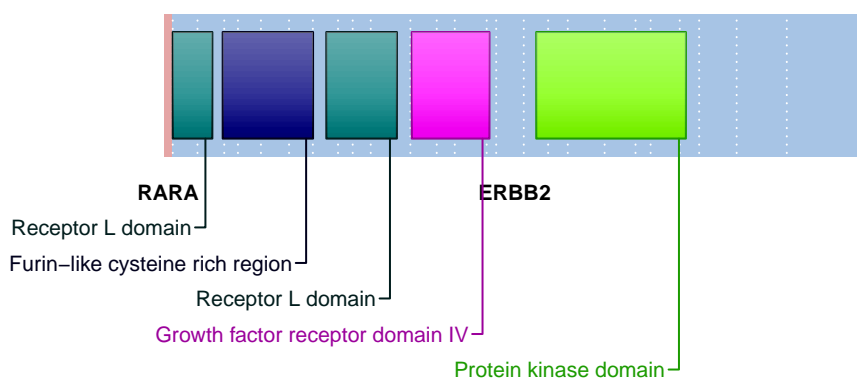 RARA ERBB2
Receptor L domain
Furin−like cysteine rich region
Receptor L domain
Growth factor receptor domain IV
Protein kinase domain